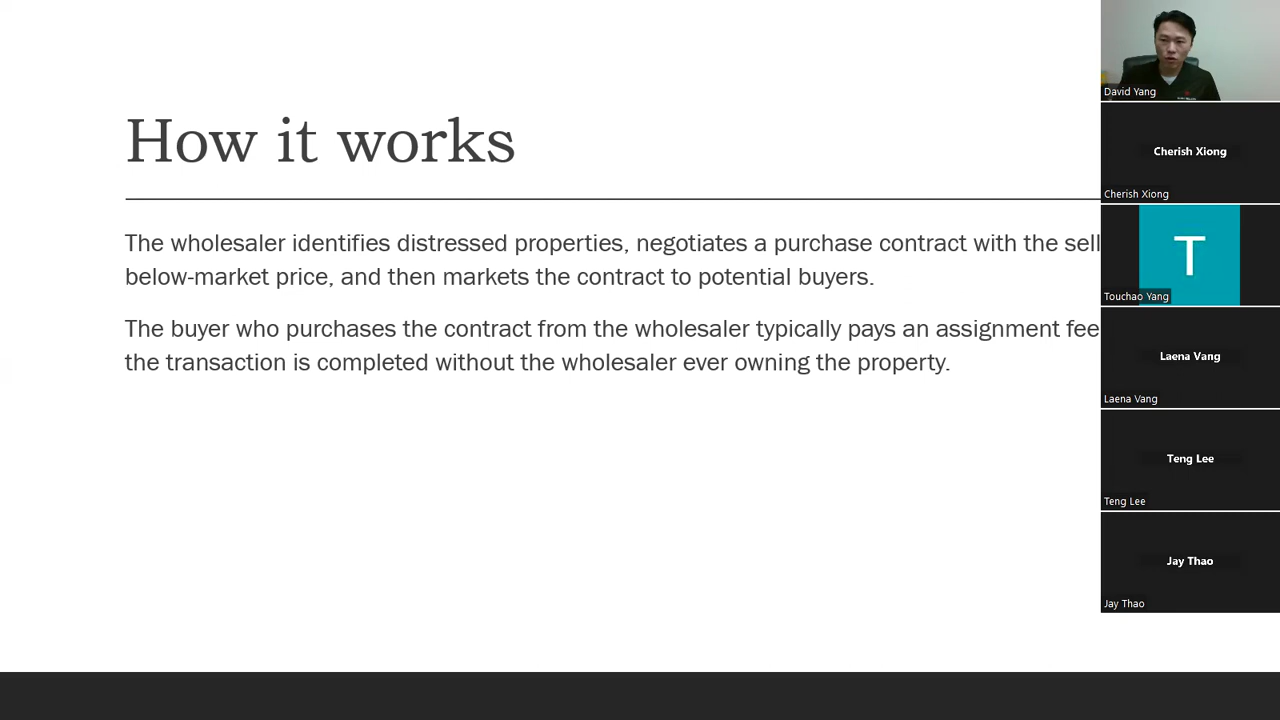 How it works
The wholesaler identifies distressed properties, negotiates a purchase contract with the sell
below-market price, and then markets the contract to potential buyers.
The buyer who purchases the contract from the wholesaler typically pays an assignment fee
the transaction is completed without the wholesaler ever owning the property.
David Yang
Cherish Xiong
Cherish Xiong
T
Touchao Yang
Laena Vang
Laena Vang
Teng Lee
Teng Lee
Jay Thao
Jay Thao